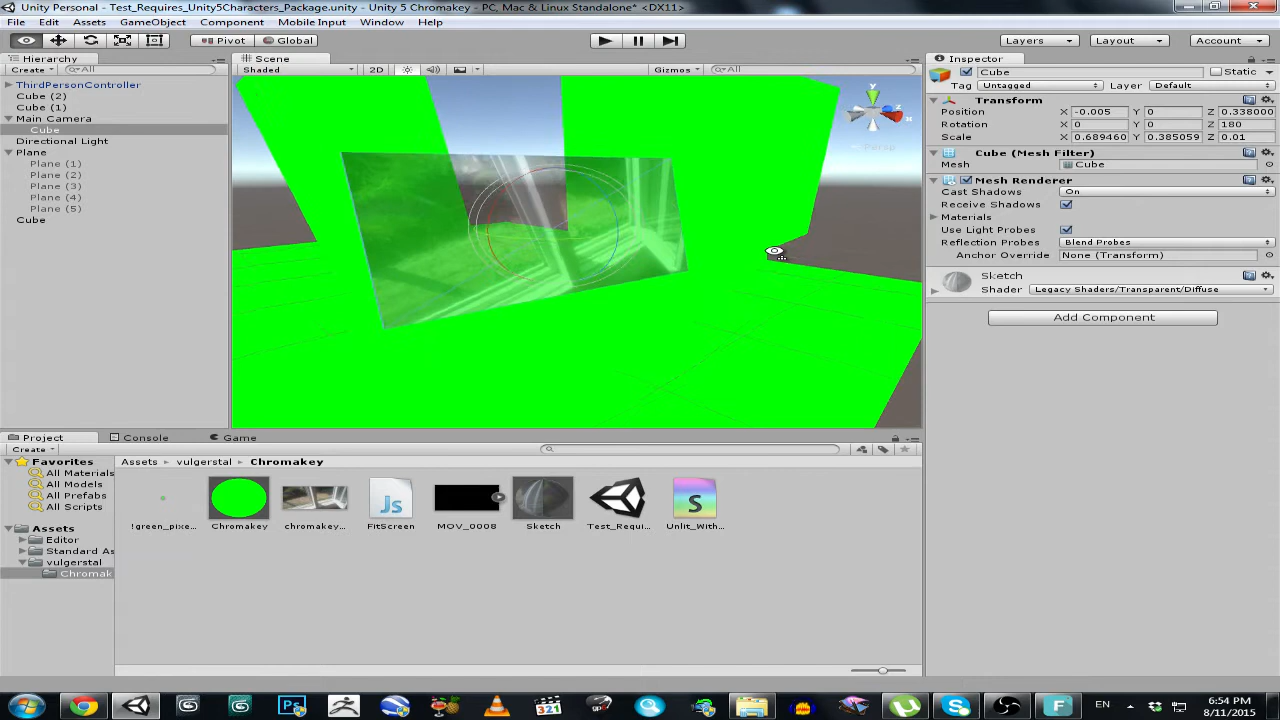 Unity Personal - Test_Requires_Unity5Characters_Package.unity - Unity 5 Chromakey - PC, Mac & Linux Standalone* <DX11>
File Edit Assets GameObject Component Mobile Input Window Help
Pivot Global Layers Layout Account
Hierarchy
Create All
ThirdPersonController
Cube (2)
Cube (1)
Main Camera
Cube
Directional Light
Plane
Plane (1)
Plane (2)
Plane (3)
Plane (4)
Plane (5)
Cube
Scene
Shaded 2D Gizmos All
y
x
Persp
Inspector
Cube Static
Tag Untagged Layer Default
Transform
Position X -0.005 Y 0 Z 0.338000
Rotation X 0 Y 0 Z 180
Scale X 0.689460 Y 0.385059 Z 0.01
Cube (Mesh Filter)
Mesh Cube
Mesh Renderer
Cast Shadows On
Receive Shadows
Materials
Use Light Probes
Reflection Probes Blend Probes
Anchor Override None (Transform)
Sketch
Shader Legacy Shaders/Transparent/Diffuse
Add Component
Project Console Game
Create
Favorites
All Materials
All Models
All Prefabs
All Scripts
Assets
Editor
Standard As
vulgerstal
Chromak
Assets vulgerstal Chromakey
!green_pixe... Chromakey chromakey... FitScreen MOV_0008 Sketch Test_Requi... Unlit_With...
Js
S
Ps
321
F
EN
6:54 PM
8/11/2015